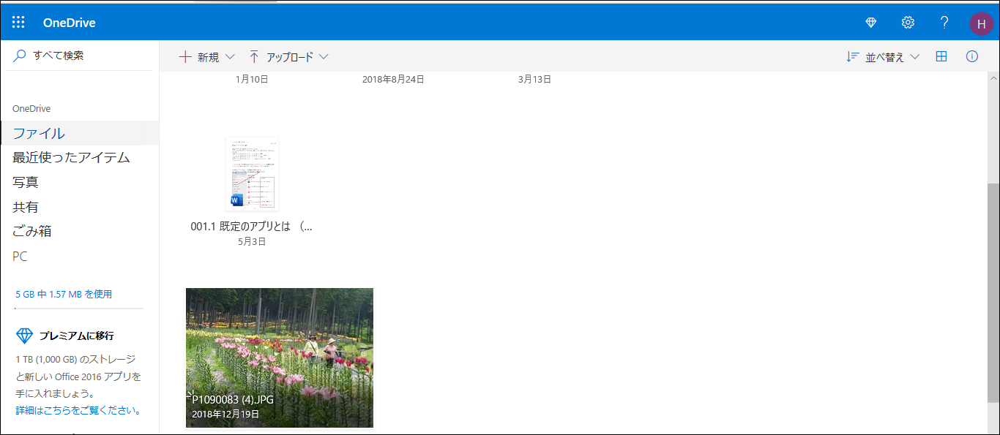 OneDrive
H
すべて検索
新規
アップロード
並べ替え
1月10日
2018年8月24日
3月13日
OneDrive
ファイル
最近使ったアイテム
写真
共有
ごみ箱
PC
5 GB 中 1.57 MB を使用
プレミアムに移行
1 TB (1,000 GB) のストレージ
と新しい Office 2016 アプリを
手に入れましょう。
詳細はこちらをご覧ください。
W
001.1 既定のアプリとは （...
5月3日
P1090083 (4).JPG
2018年12月19日